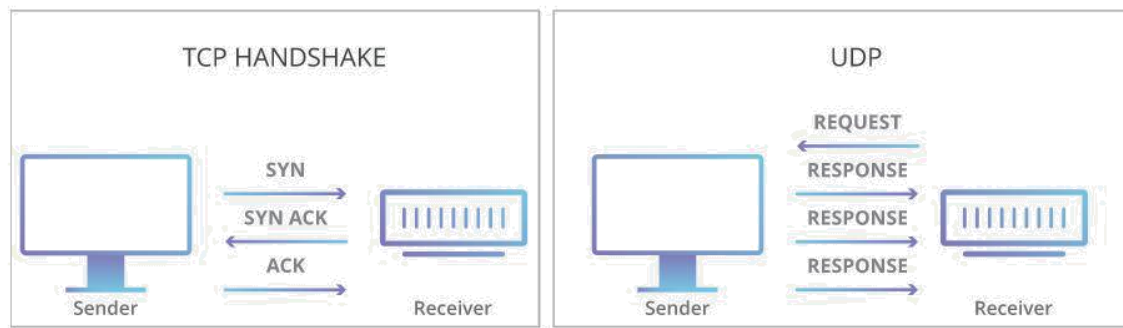 TCP HANDSHAKE
SYN
SYN ACK
ACK
Sender
Receiver
UDP
REQUEST
RESPONSE
RESPONSE
RESPONSE
Sender
Receiver